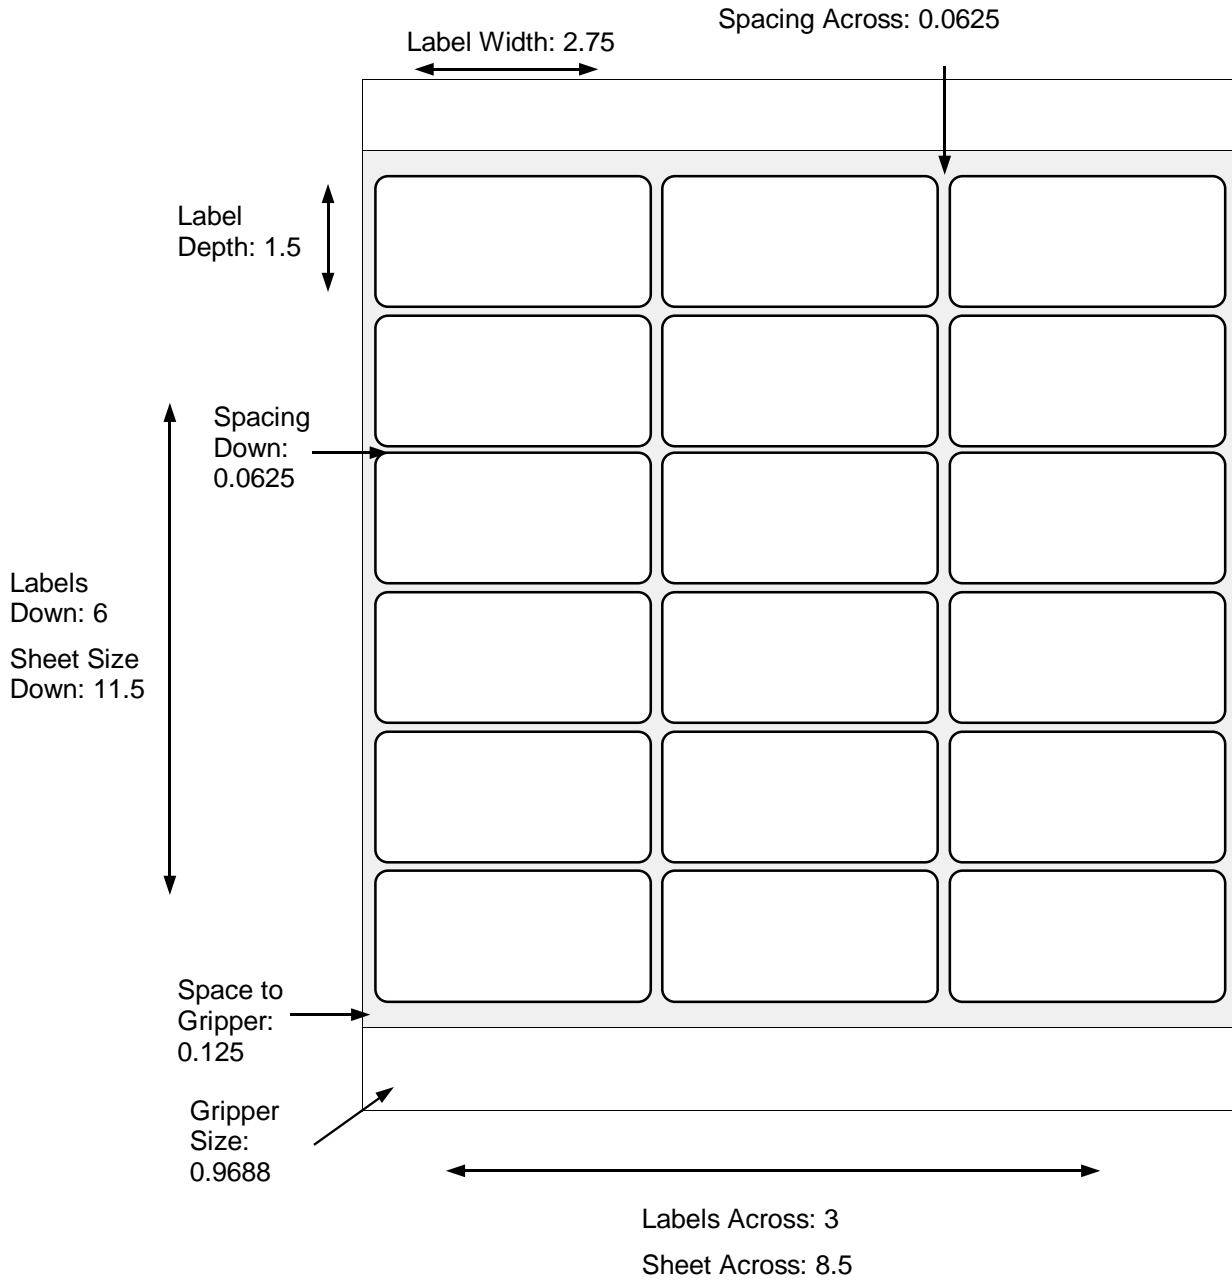 Spacing Across: 0.0625
Label Width: 2.75
Label
Depth: 1.5
Spacing
Down:
0.0625
Labels
Down: 6
Sheet Size
Down: 11.5
Space to
Gripper:
0.125
Gripper
Size:
0.9688
Labels Across: 3
Sheet Across: 8.5